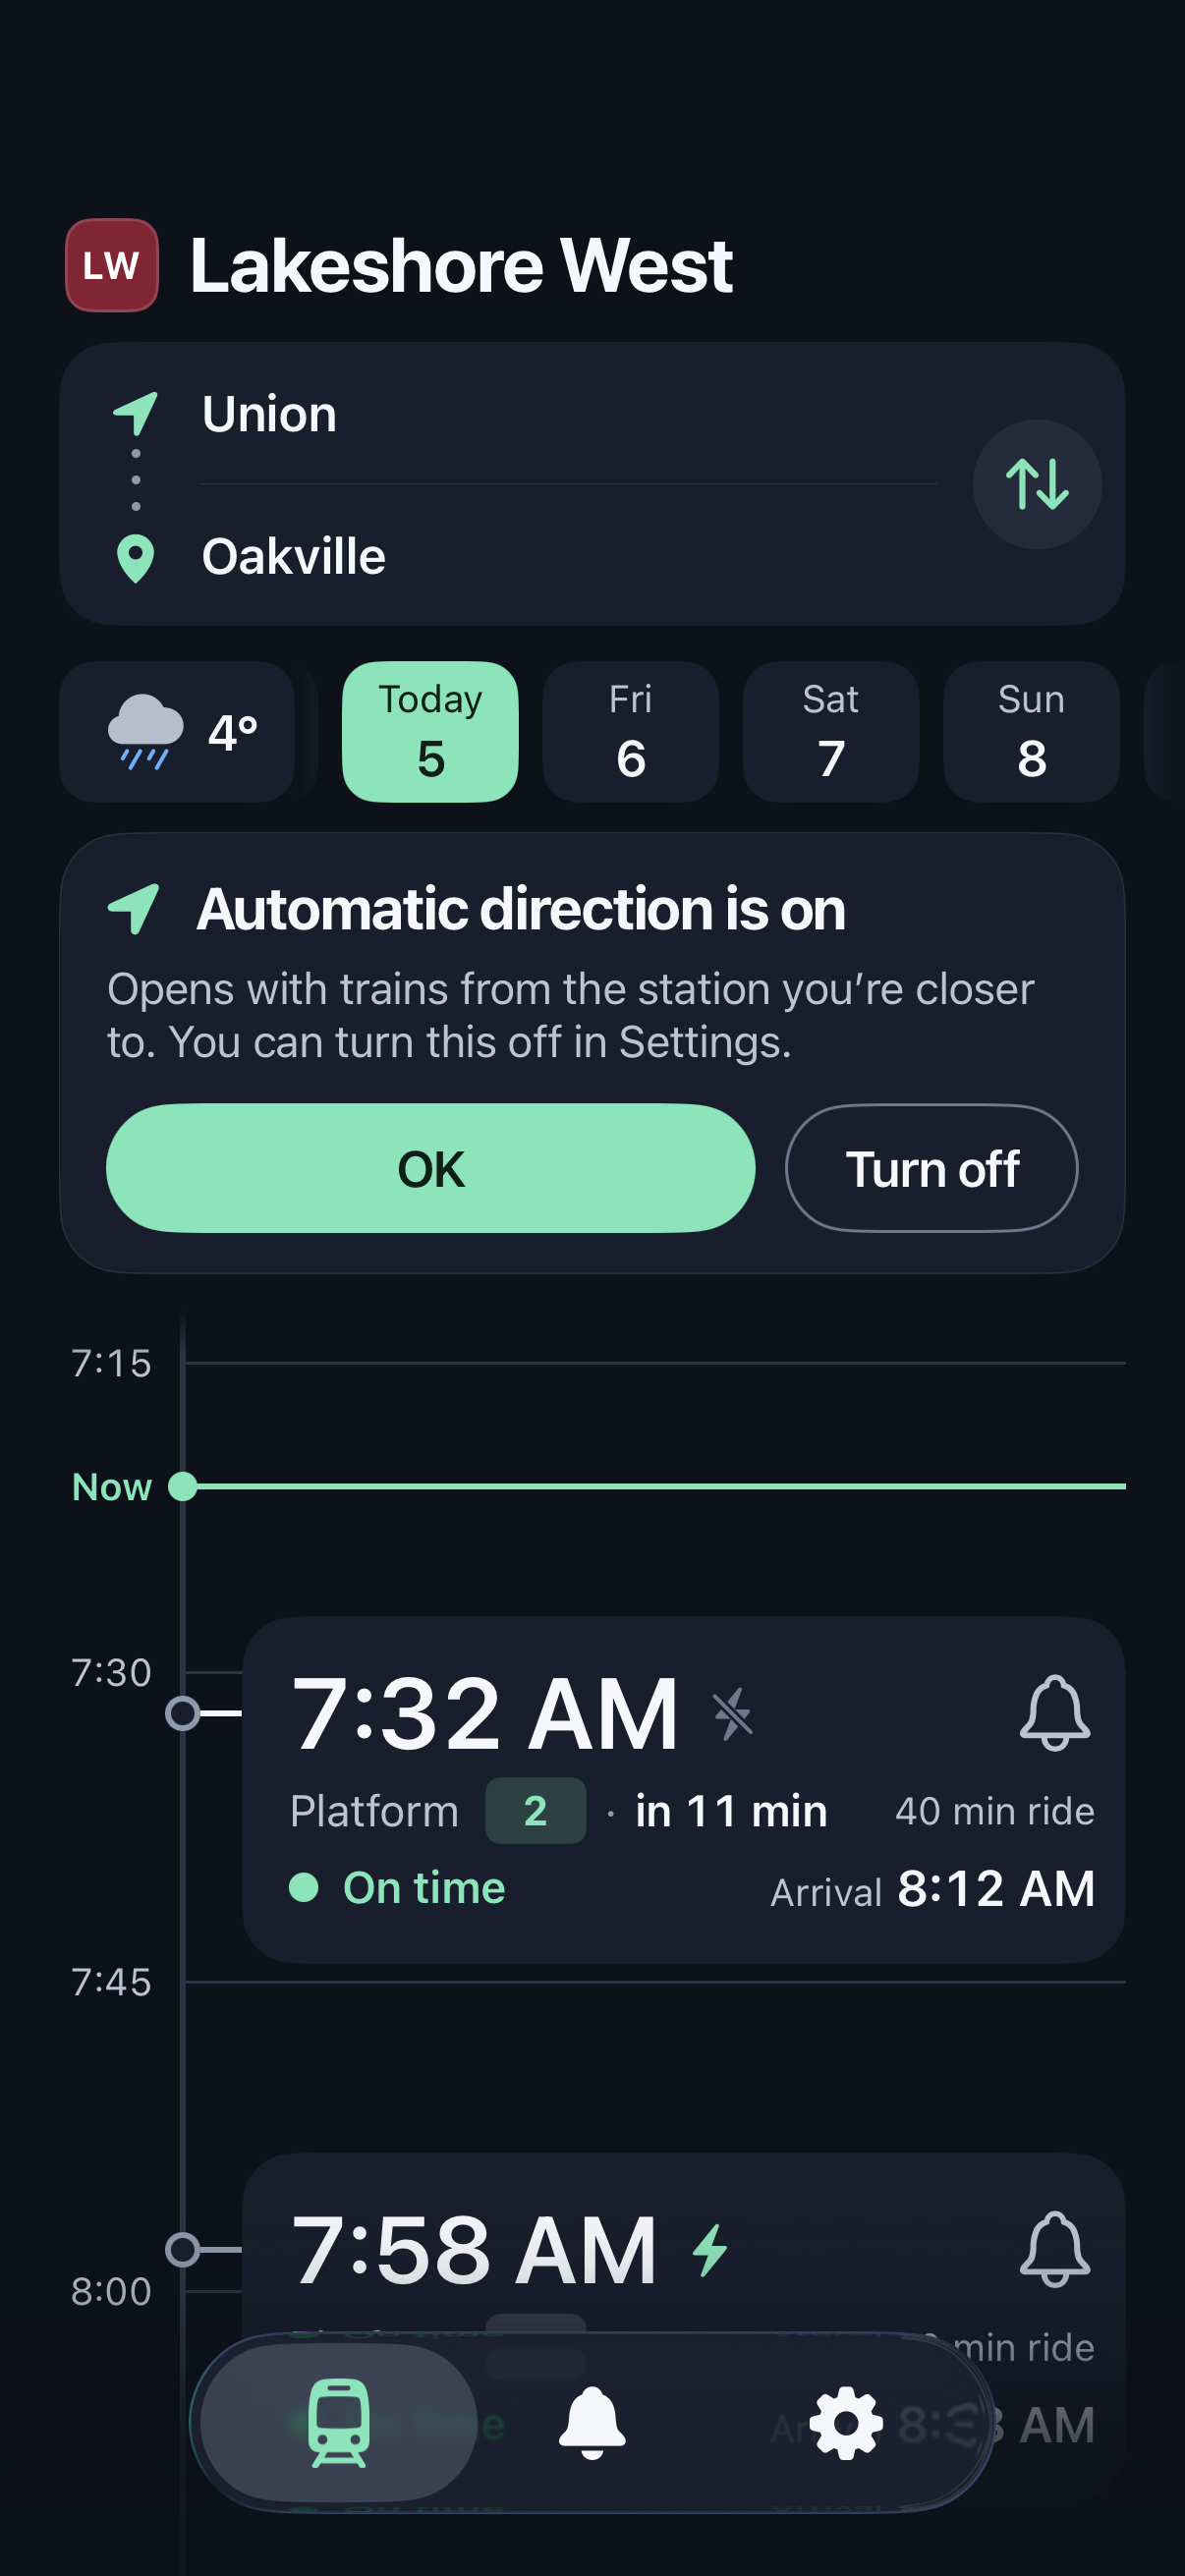 LW Lakeshore West
Union
Oakville
4°
Today
5
Fri
6
Sat
7
Sun
8
Automatic direction is on
Opens with trains from the station you’re closer
to. You can turn this off in Settings.
OK
Turn off
7:15
Now
7:30
7:32 AM
Platform 2 · in 11 min
40 min ride
On time
Arrival 8:12 AM
7:45
7:58 AM
8:00
min ride
AM